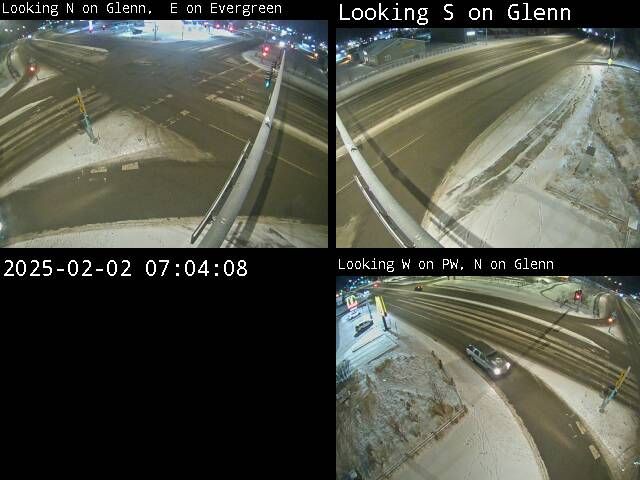 Looking N on Glenn,  E on Evergreen
Looking S on Glenn
2025-02-02 07:04:08
Looking W on PW, N on Glenn